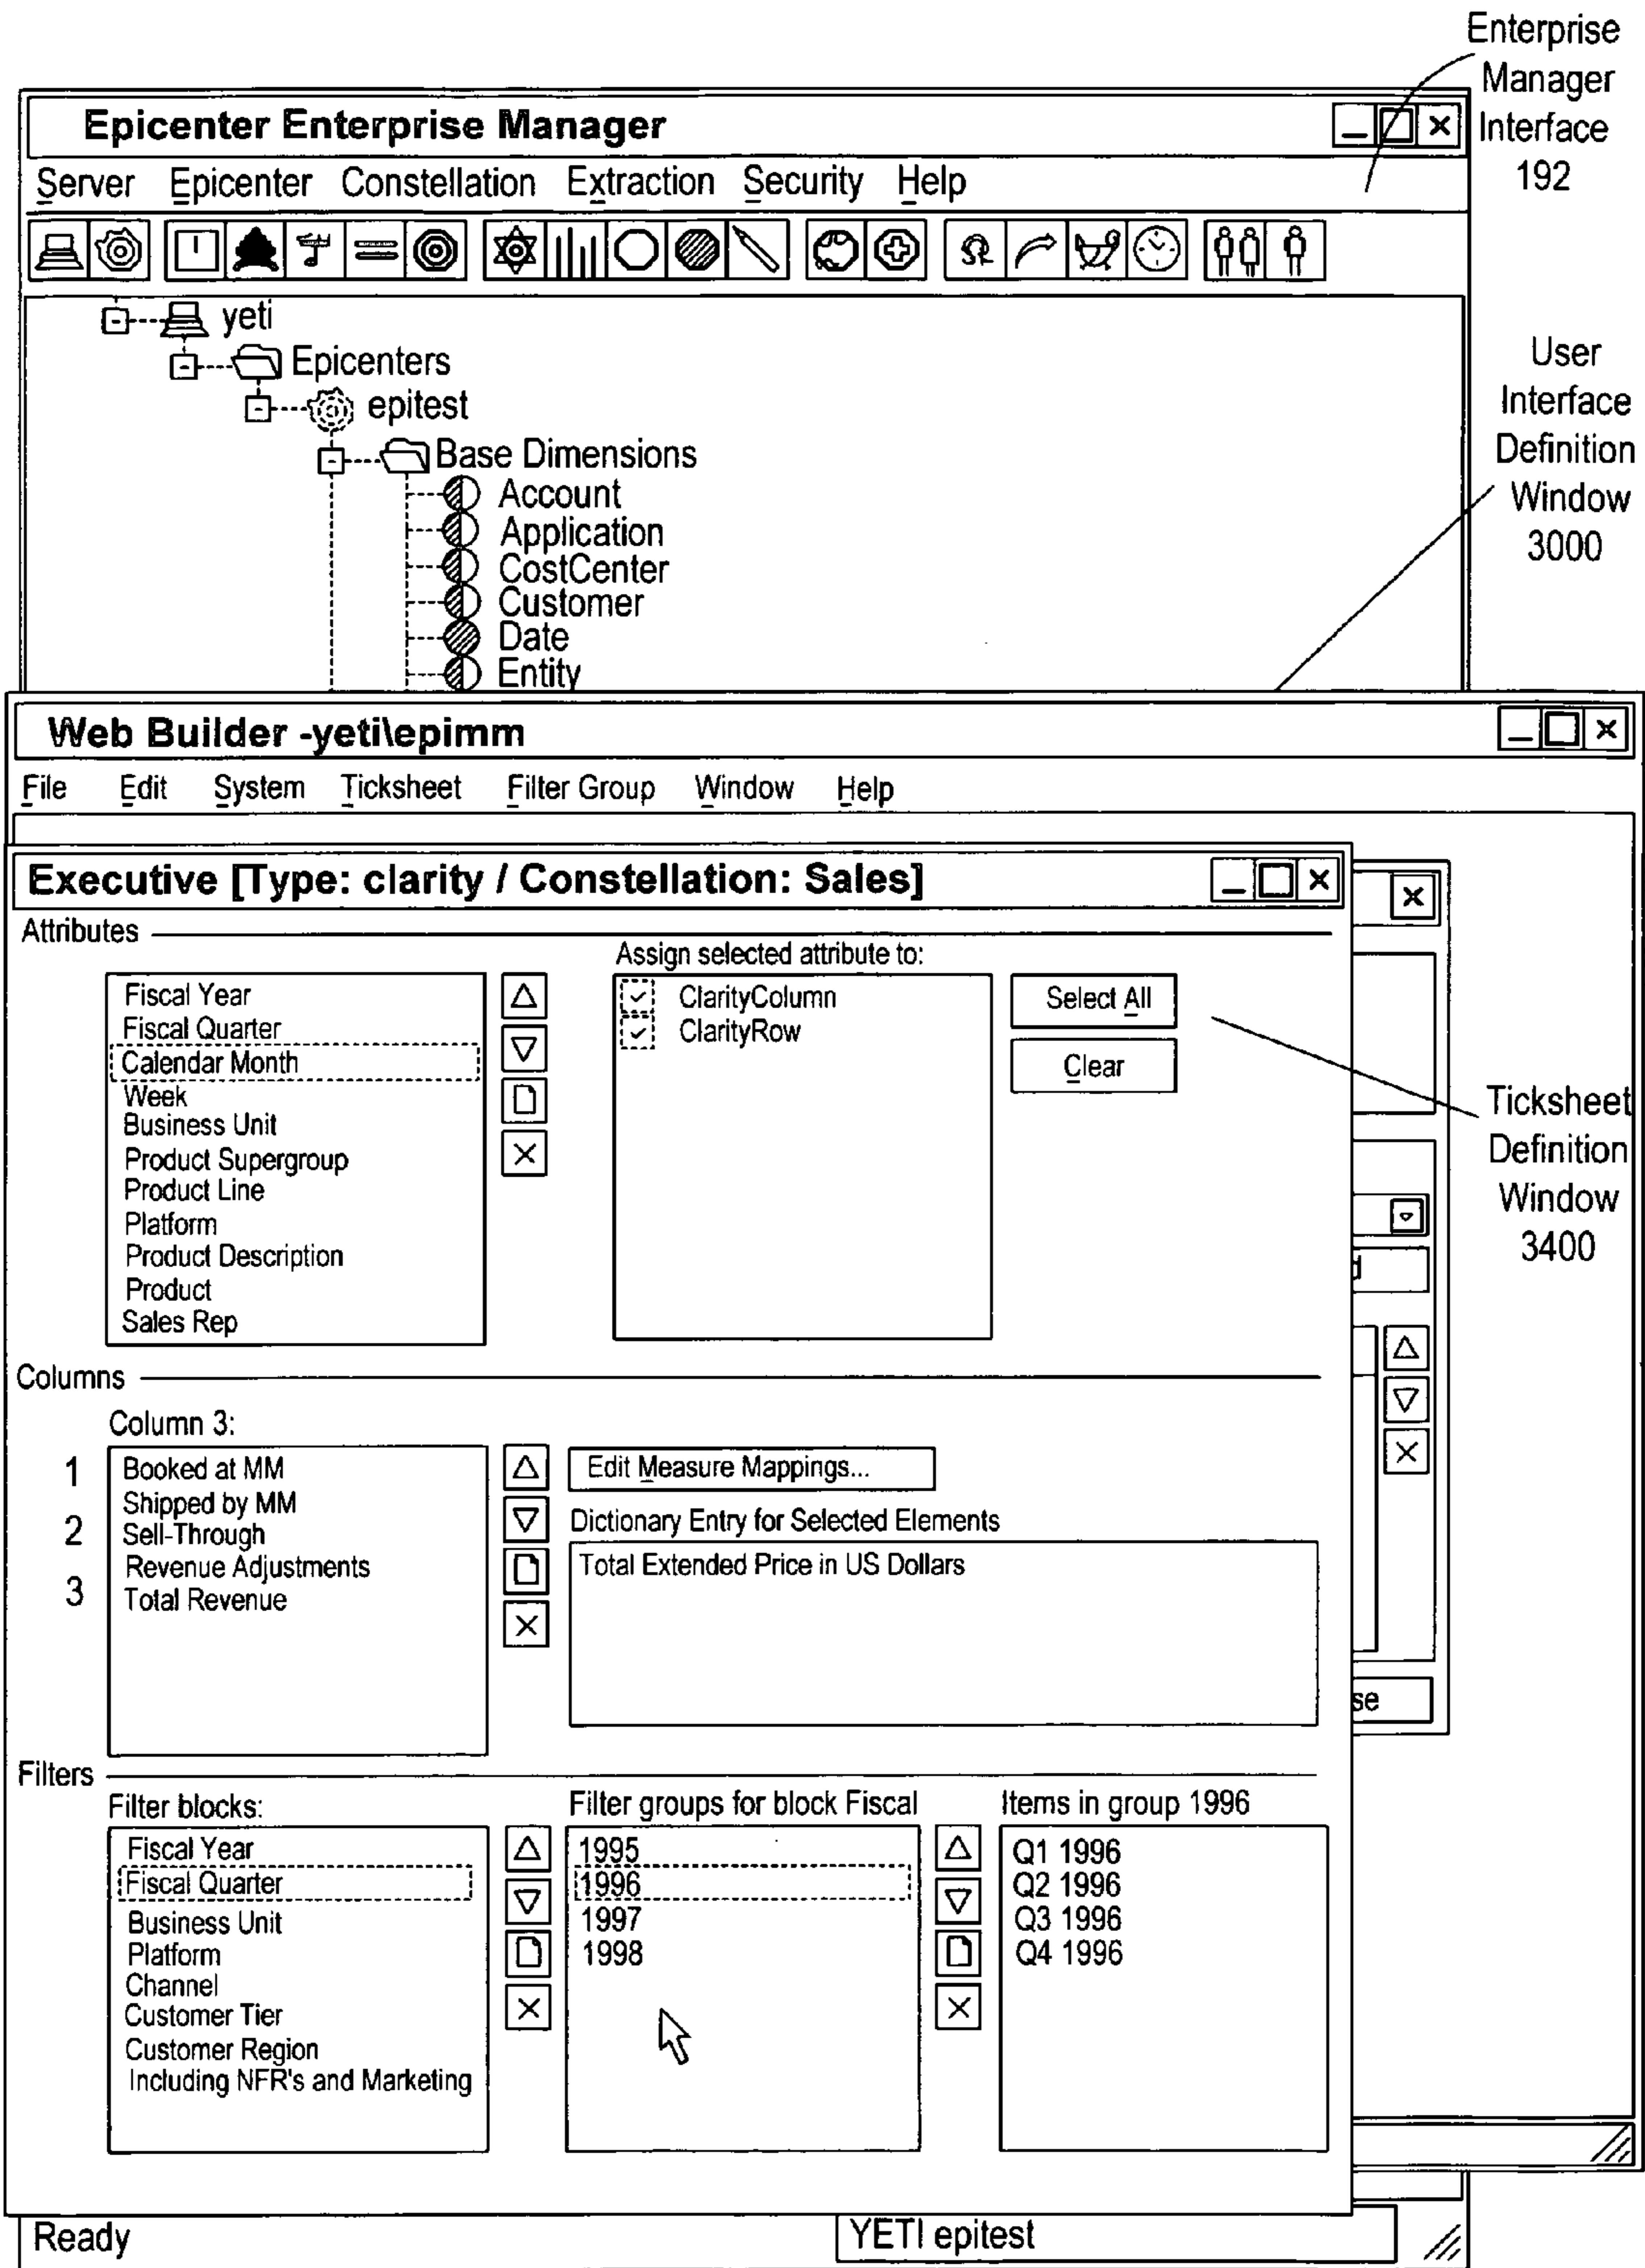 Enterprise
Manager
Interface
192
Epicenter Enterprise Manager
Server Epicenter Constellation Extraction Security Help
yeti
Epicenters
epitest
Base Dimensions
Account
Application
CostCenter
Customer
Date
Entity
User
Interface
Definition
Window
3000
Web Builder -yeti\epimm
File Edit System Ticksheet Filter Group Window Help
Executive [Type: clarity / Constellation: Sales]
Attributes
Fiscal Year
Fiscal Quarter
Calendar Month
Week
Business Unit
Product Supergroup
Product Line
Platform
Product Description
Product
Sales Rep
Assign selected attribute to:
ClarityColumn
ClarityRow
Select All
Clear
Ticksheet
Definition
Window
3400
Columns
Column 3:
1
2
3
Booked at MM
Shipped by MM
Sell-Through
Revenue Adjustments
Total Revenue
Edit Measure Mappings...
Dictionary Entry for Selected Elements
Total Extended Price in US Dollars
se
Filters
Filter blocks:
Fiscal Year
Fiscal Quarter
Business Unit
Platform
Channel
Customer Tier
Customer Region
Including NFR's and Marketing
Filter groups for block Fiscal
1995
1996
1997
1998
Items in group 1996
Q1 1996
Q2 1996
Q3 1996
Q4 1996
Ready
YETI epitest